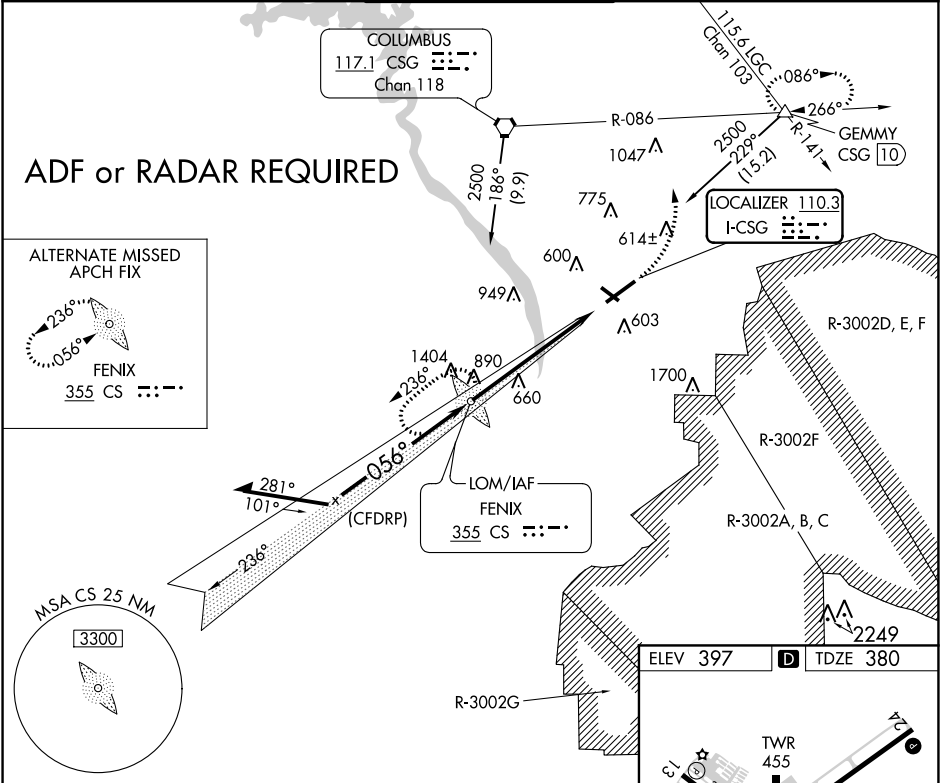 COLUMBUS
117.1 CSG
Chan 118
115.6 LGC
Chan 103
086°
266°
R-086
GEMMY
CSG 10
R-141
2500
229°
(15.2)
1047
ADF or RADAR REQUIRED
2500
186°
(9.9)
775
614±
LOCALIZER 110.3
I-CSG
ALTERNATE MISSED
APCH FIX
236°
056°
FENIX
355 CS
600
949
603
R-3002D, E, F
1404
890
236°
660
1700
R-3002F
056°
281°
101°
(CFDRP)
LOM/IAF
FENIX
355 CS
R-3002A, B, C
236°
MSA CS 25 NM
3300
2249
R-3002G
ELEV 397
D
TDZE 380
TWR
455
13
P
24
P